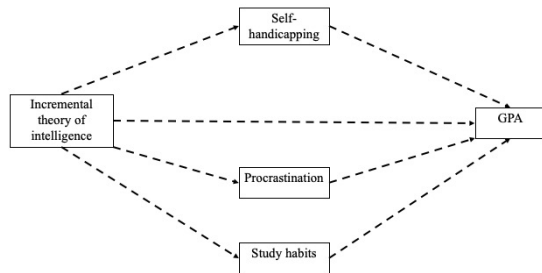 Self-
handicapping
Incremental
theory of
intelligence
GPA
Procrastination
Study habits